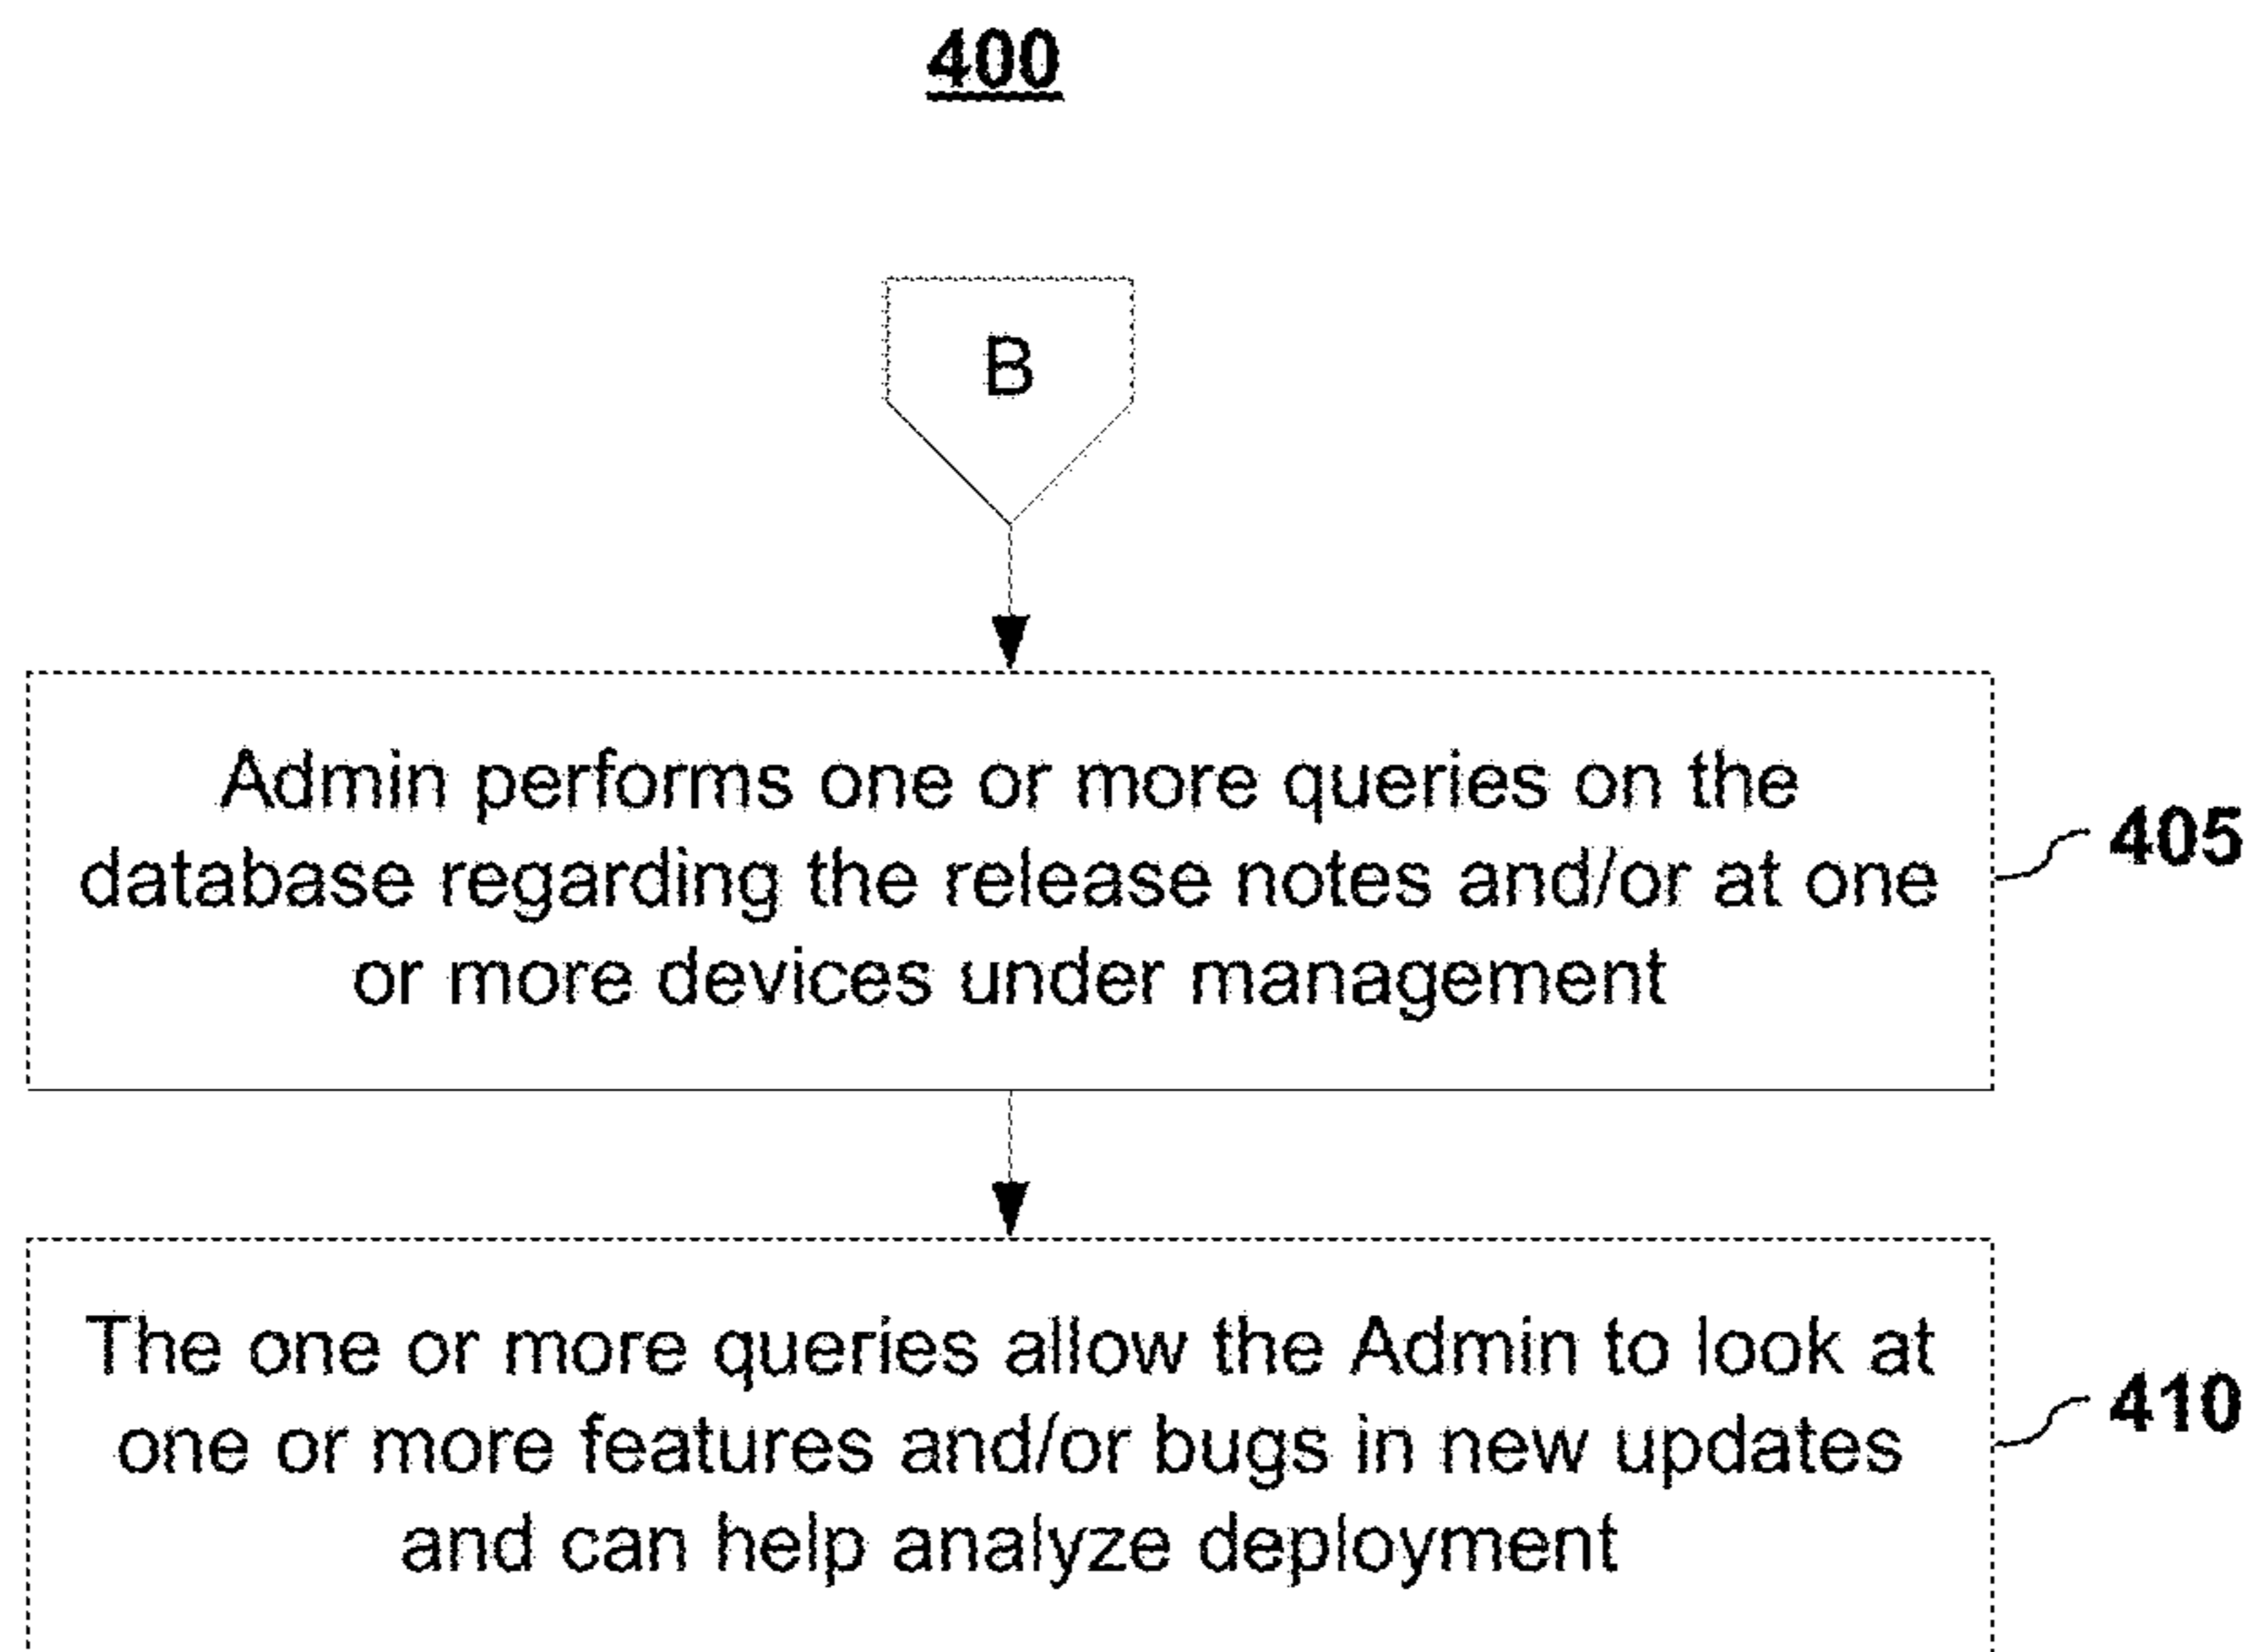 400
B
Admin performs one or more queries on the
database regarding the release notes and/or at one
or more devices under management
405
The one or more queries allow the Admin to look at
one or more features and/or bugs in new updates
and can help analyze deployment
410